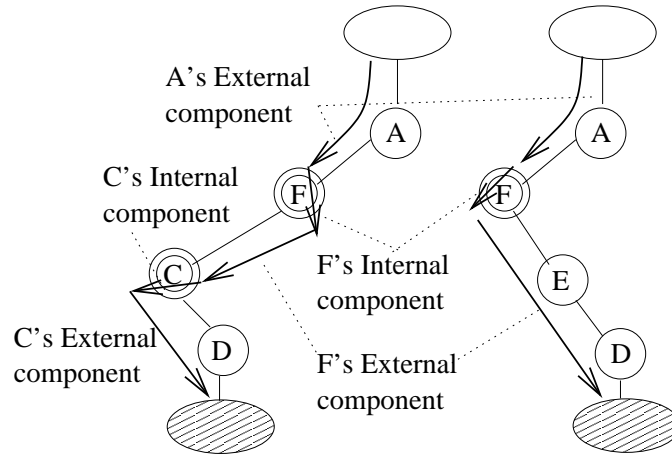 A's External
component
A
A
C's Internal
component
F
F
C
F's Internal
component
E
C's External
component
D
F's External
component
D